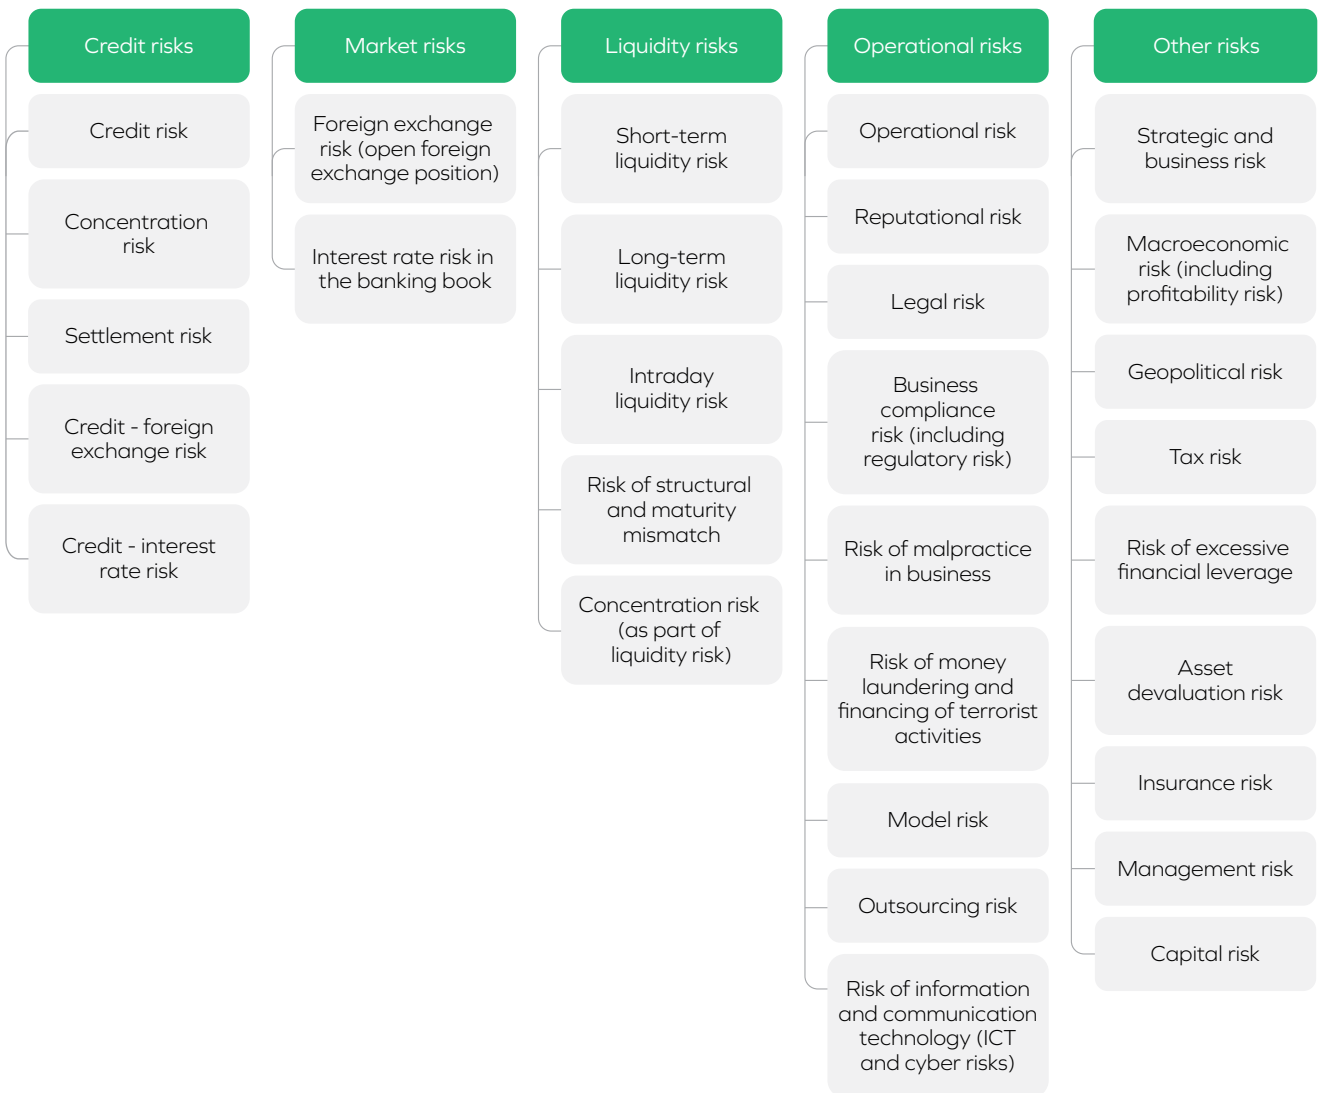 Credit risks
Credit risk
Concentration
risk
Settlement risk
Credit - foreign
exchange risk
Credit - interest
rate risk
Market risks
Foreign exchange
risk (open foreign
exchange position)
Interest rate risk in
the banking book
Liquidity risks
Short-term
liquidity risk
Long-term
liquidity risk
Intraday
liquidity risk
Risk of structural
and maturity
mismatch
Concentration risk
(as part of
liquidity risk)
Operational risks
Operational risk
Reputational risk
Legal risk
Business
compliance
risk (including
regulatory risk)
Risk of malpractice
in business
Risk of money
laundering and
financing of terrorist
activities
Model risk
Outsourcing risk
Risk of information
and communication
technology (ICT
and cyber risks)
Other risks
Strategic and
business risk
Macroeconomic
risk (including
profitability risk)
Geopolitical risk
Tax risk
Risk of excessive
financial leverage
Asset
devaluation risk
Insurance risk
Management risk
Capital risk